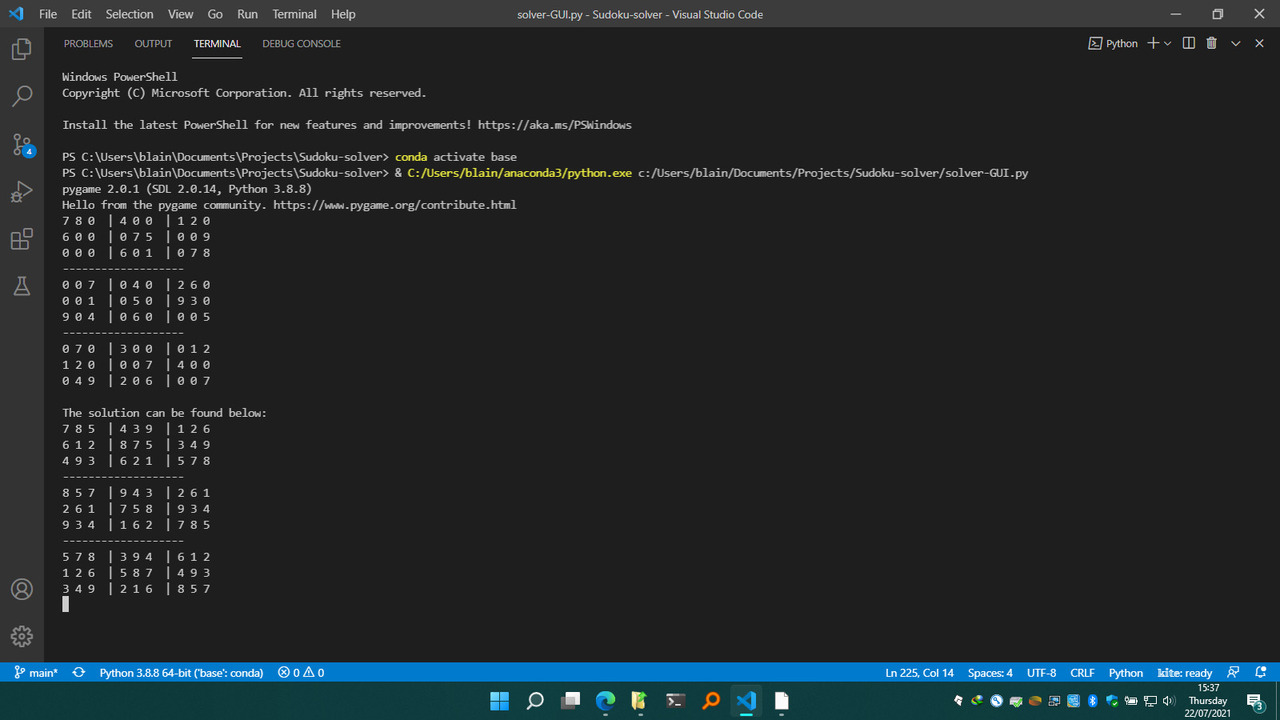 File Edit Selection View Go Run Terminal Help solver-GUI.py - Sudoku-solver - Visual Studio Code
PROBLEMS OUTPUT TERMINAL DEBUG CONSOLE Python
Windows PowerShell
Copyright (C) Microsoft Corporation. All rights reserved.
Install the latest PowerShell for new features and improvements! https://aka.ms/PSWindows
PS C:\Users\blain\Documents\Projects\Sudoku-solver> conda activate base
PS C:\Users\blain\Documents\Projects\Sudoku-solver> & C:/Users/blain/anaconda3/python.exe c:/Users/blain/Documents/Projects/Sudoku-solver/solver-GUI.py
pygame 2.0.1 (SDL 2.0.14, Python 3.8.8)
Hello from the pygame community. https://www.pygame.org/contribute.html
7 8 0 | 4 0 0 | 1 2 0
6 0 0 | 0 7 5 | 0 0 9
0 0 0 | 6 0 1 | 0 7 8
-------------------
0 0 7 | 0 4 0 | 2 6 0
0 0 1 | 0 5 0 | 9 3 0
9 0 4 | 0 6 0 | 0 0 5
-------------------
0 7 0 | 3 0 0 | 0 1 2
1 2 0 | 0 0 7 | 4 0 0
0 4 9 | 2 0 6 | 0 0 7
The solution can be found below:
7 8 5 | 4 3 9 | 1 2 6
6 1 2 | 8 7 5 | 3 4 9
4 9 3 | 6 2 1 | 5 7 8
-------------------
8 5 7 | 9 4 3 | 2 6 1
2 6 1 | 7 5 8 | 9 3 4
9 3 4 | 1 6 2 | 7 8 5
-------------------
5 7 8 | 3 9 4 | 6 1 2
1 2 6 | 5 8 7 | 4 9 3
3 4 9 | 2 1 6 | 8 5 7
4
main* Python 3.8.8 64-bit ('base': conda) 0 0 Ln 225, Col 14 Spaces: 4 UTF-8 CRLF Python kite: ready
15:37
Thursday
22/07/2021
3